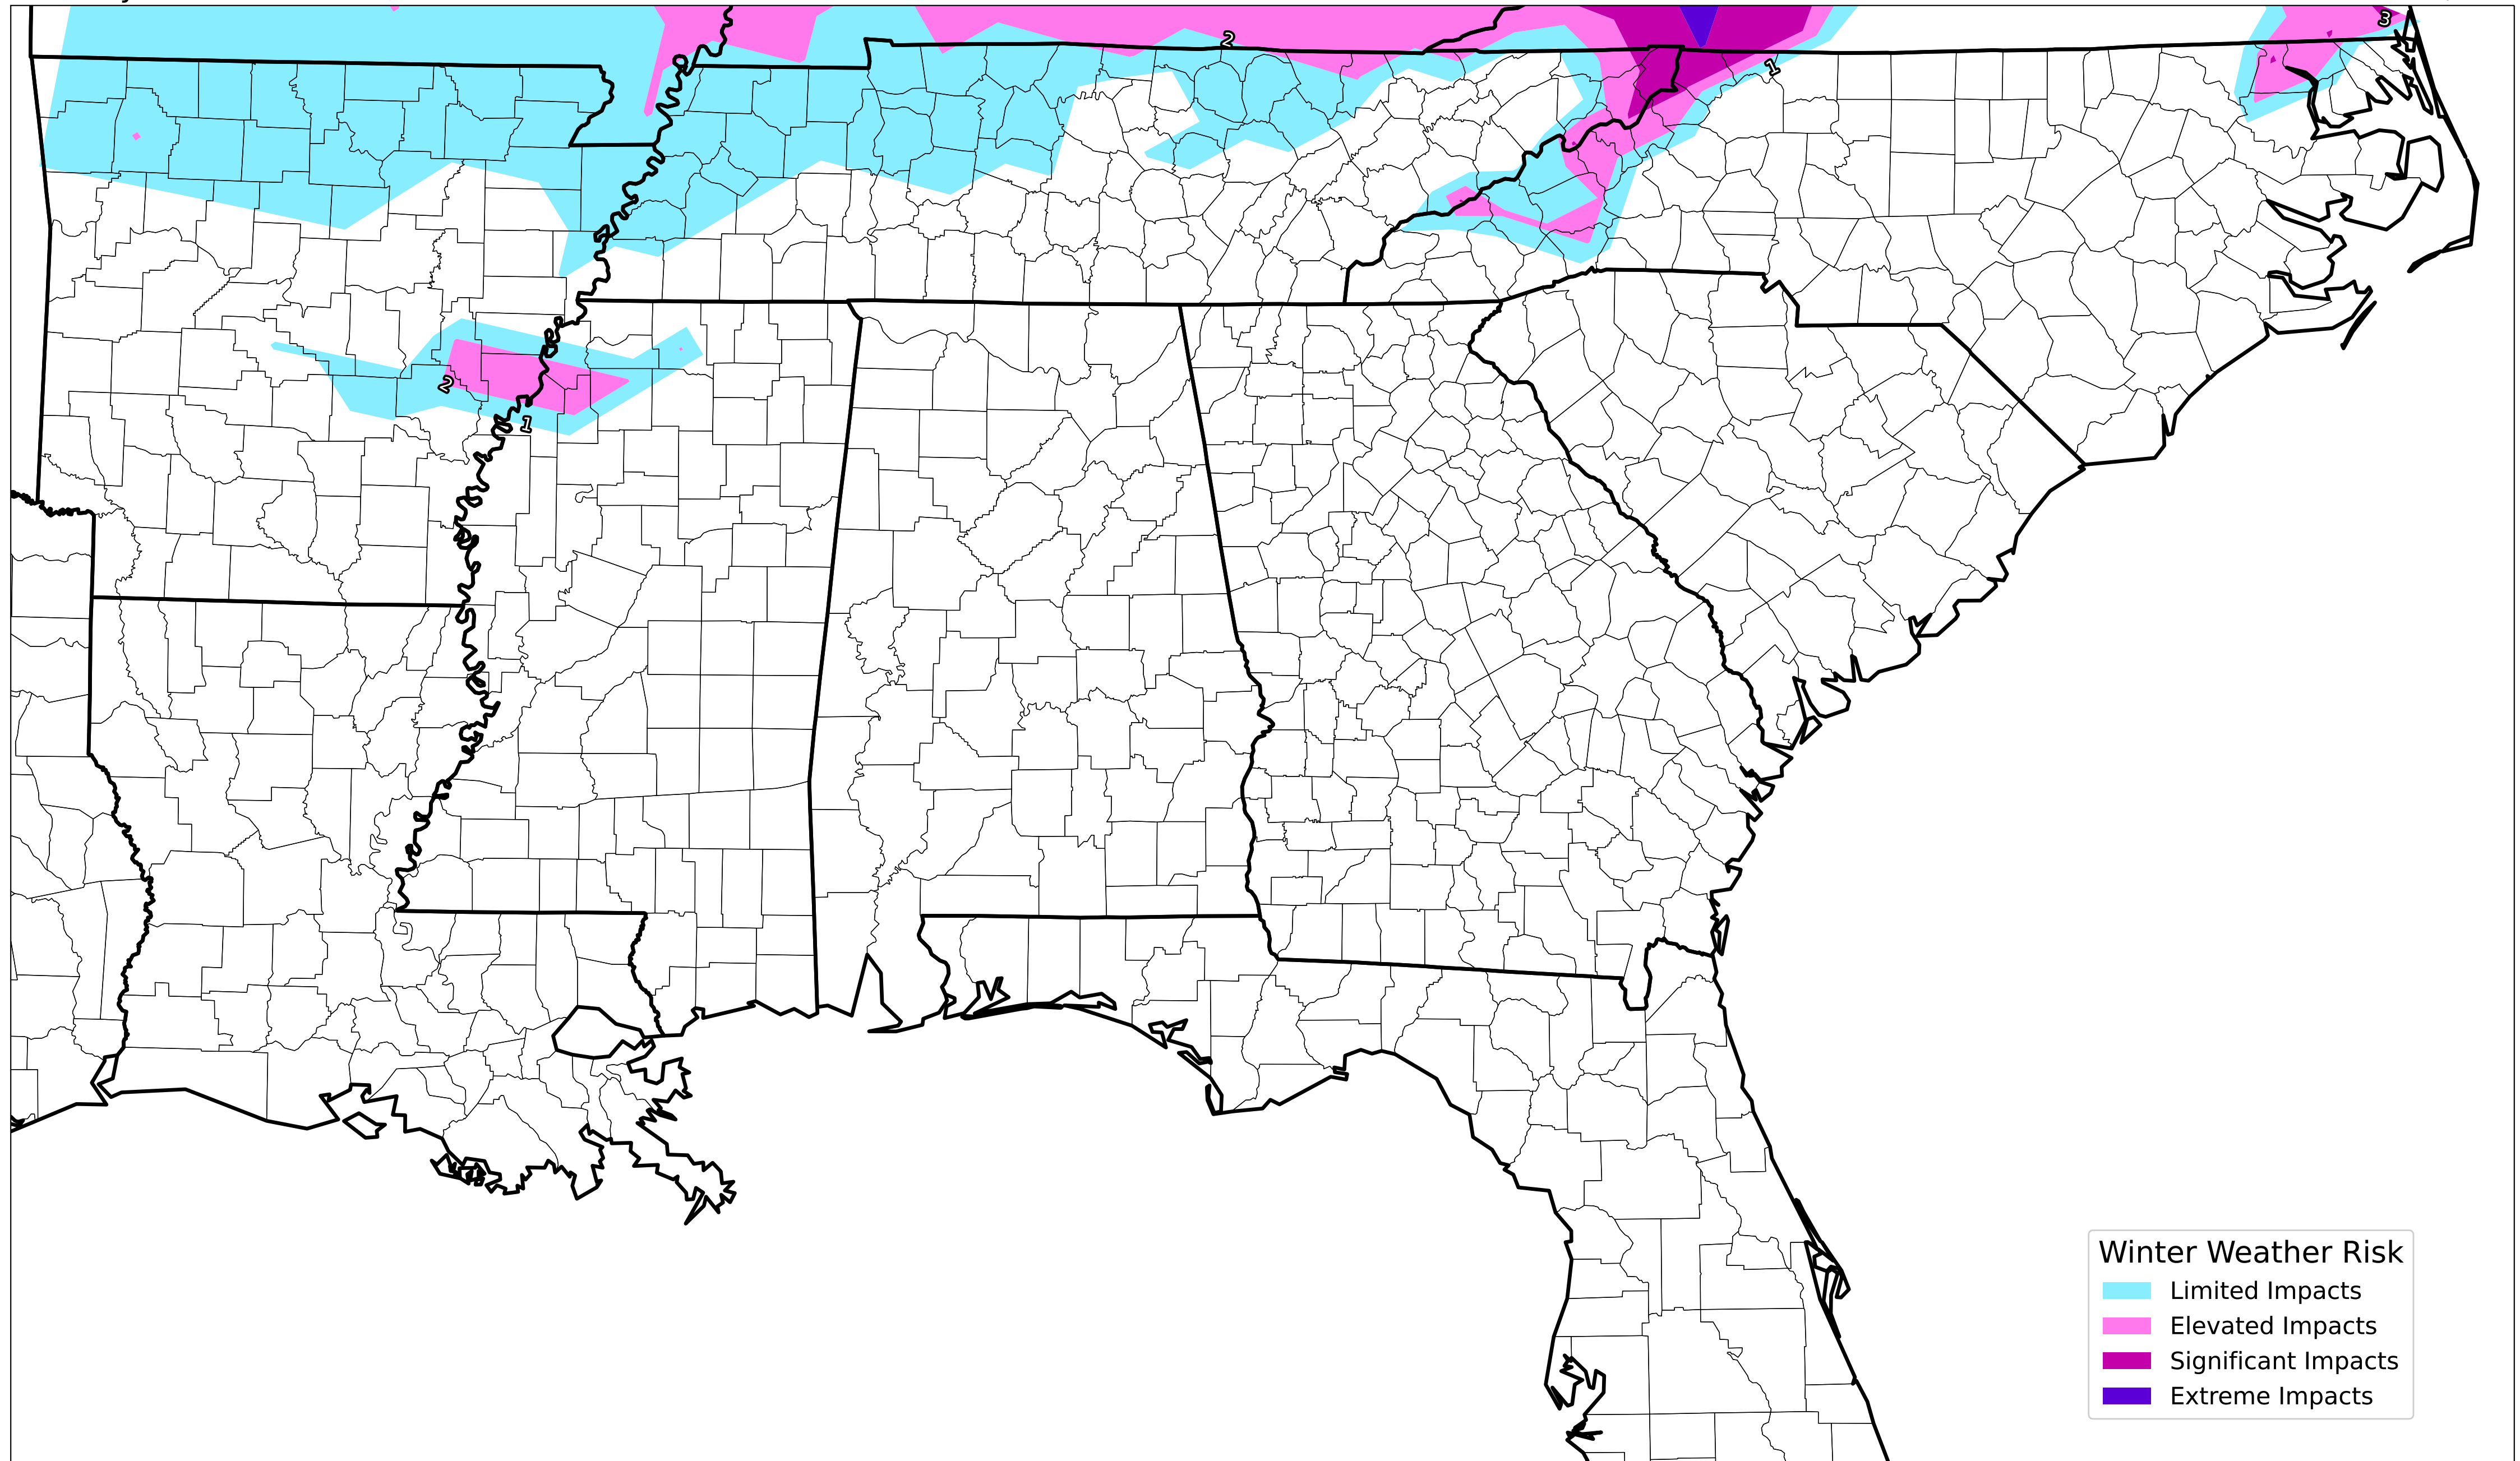 3
2
1
2
1
Winter Weather Risk
Limited Impacts
Elevated Impacts
Significant Impacts
Extreme Impacts